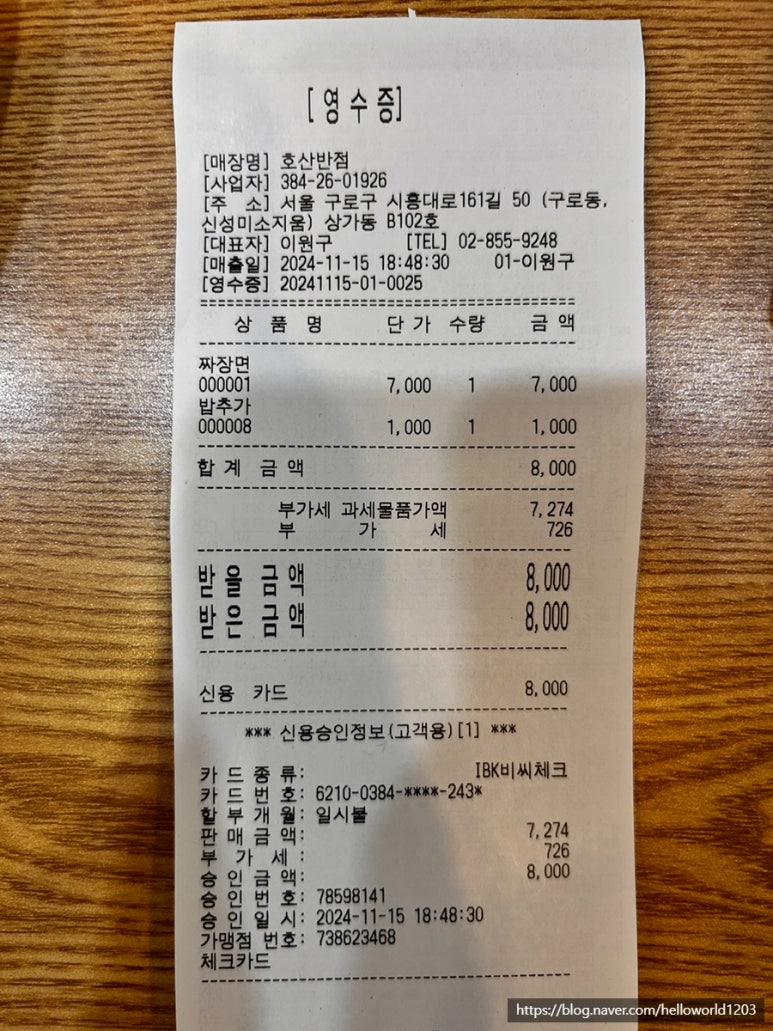 [영수증]
[매장명] 호산반점
[사업자] 384-26-01926
[주 소] 서울 구로구 시흥대로161길 50 (구로동,
신성미소지움) 상가동 B102호
[대표자] 이원구 [TEL] 02-855-9248
[매출일] 2024-11-15 18:48:30 01-이원구
[영수증] 20241115-01-0025
상 품 명 단 가 수량 금 액
짜장면
000001 7,000 1 7,000
밥추가
000008 1,000 1 1,000
합 계 금 액 8,000
부가세 과세물품가액 7,274
부 가 세 726
받 을 금 액 8,000
받 은 금 액 8,000
신용 카드 8,000
*** 신용승인정보(고객용)[1] ***
카 드 종 류: IBK비씨체크
카 드 번 호: 6210-0384-****-243*
할 부 개 월: 일시불
판 매 금 액: 7,274
부 가 세 : 726
승 인 금 액: 8,000
승 인 번 호: 78598141
승 인 일 시: 2024-11-15 18:48:30
가맹점 번호: 738623468
체크카드
https://blog.naver.com/helloworld1203